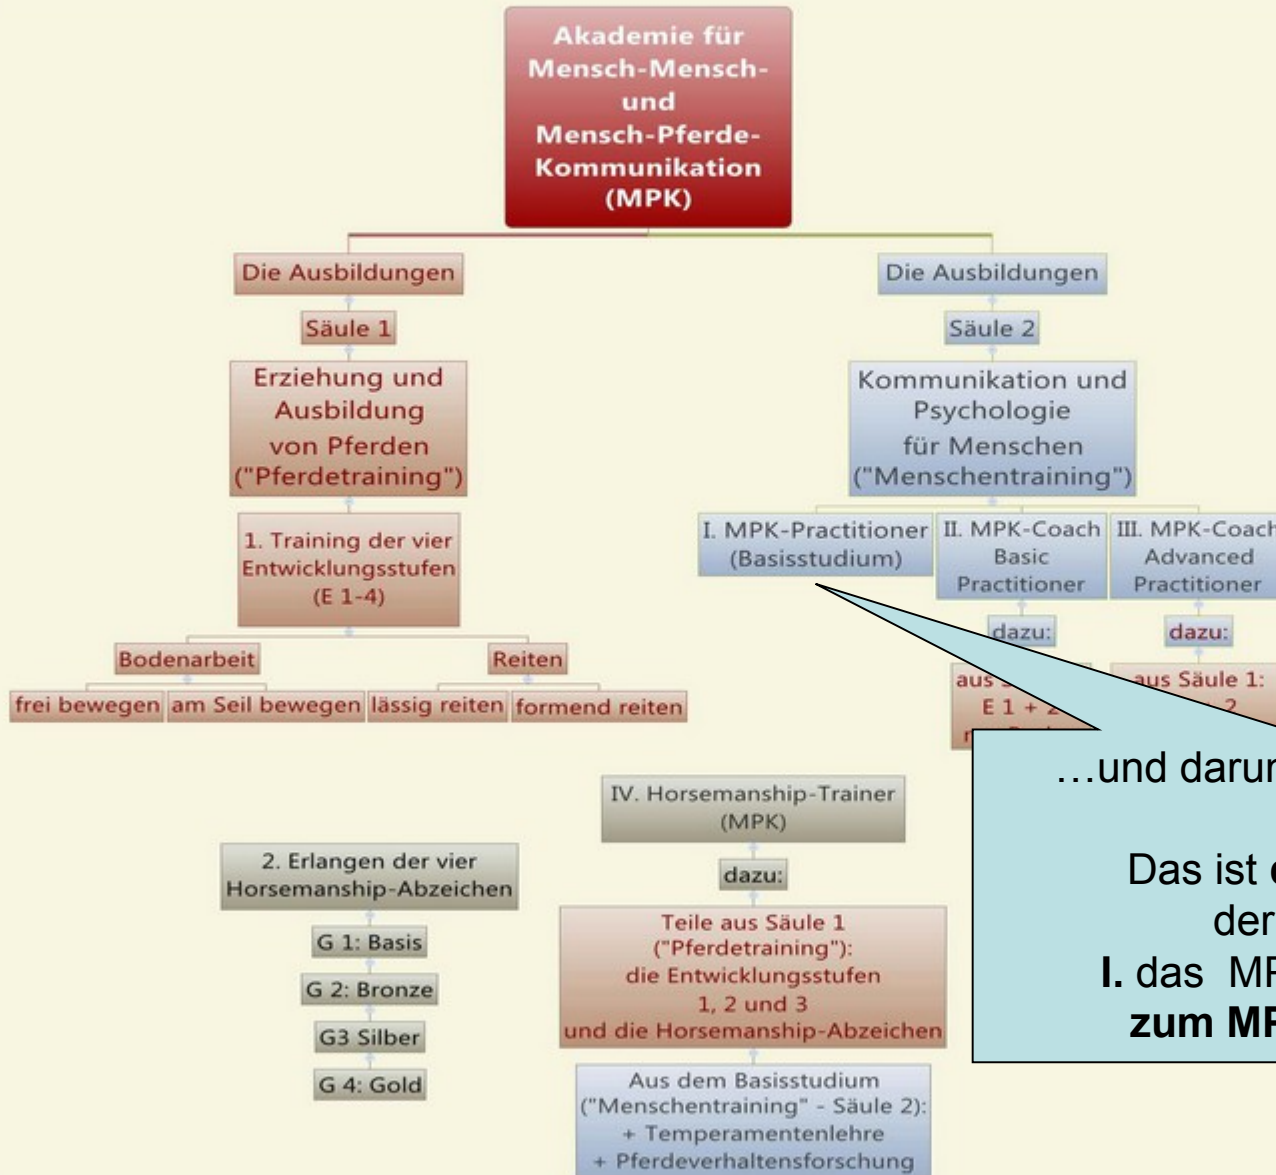 Akademie für
Mensch-Mensch-
und
Mensch-Pferde-
Kommunikation
(MPK)
Die Ausbildungen
Säule 1
Erziehung und
Ausbildung
von Pferden
("Pferdetraining")
1. Training der vier
Entwicklungsstufen
(E 1-4)
Bodenarbeit
Reiten
frei bewegen
am Seil bewegen
lässig reiten
formend reiten
Die Ausbildungen
Säule 2
Kommunikation und
Psychologie
für Menschen
("Menschentraining")
I. MPK-Practitioner
(Basisstudium)
II. MPK-Coach
Basic
Practitioner
dazu:
aus
E 1 + 2
III. MPK-Coach
Advanced
Practitioner
dazu:
aus Säule 1:
+ 2
2. Erlangen der vier
Horsemanship-Abzeichen
G 1: Basis
G 2: Bronze
G3 Silber
G 4: Gold
IV. Horsemanship-Trainer
(MPK)
dazu:
Teile aus Säule 1
("Pferdetraining"):
die Entwicklungsstufen
1, 2 und 3
und die Horsemanship-Abzeichen
Aus dem Basisstudium
("Menschentraining" - Säule 2):
+ Temperamentenlehre
+ Pferdeverhaltensforschung
…und
Das ist
der
I. das
zum